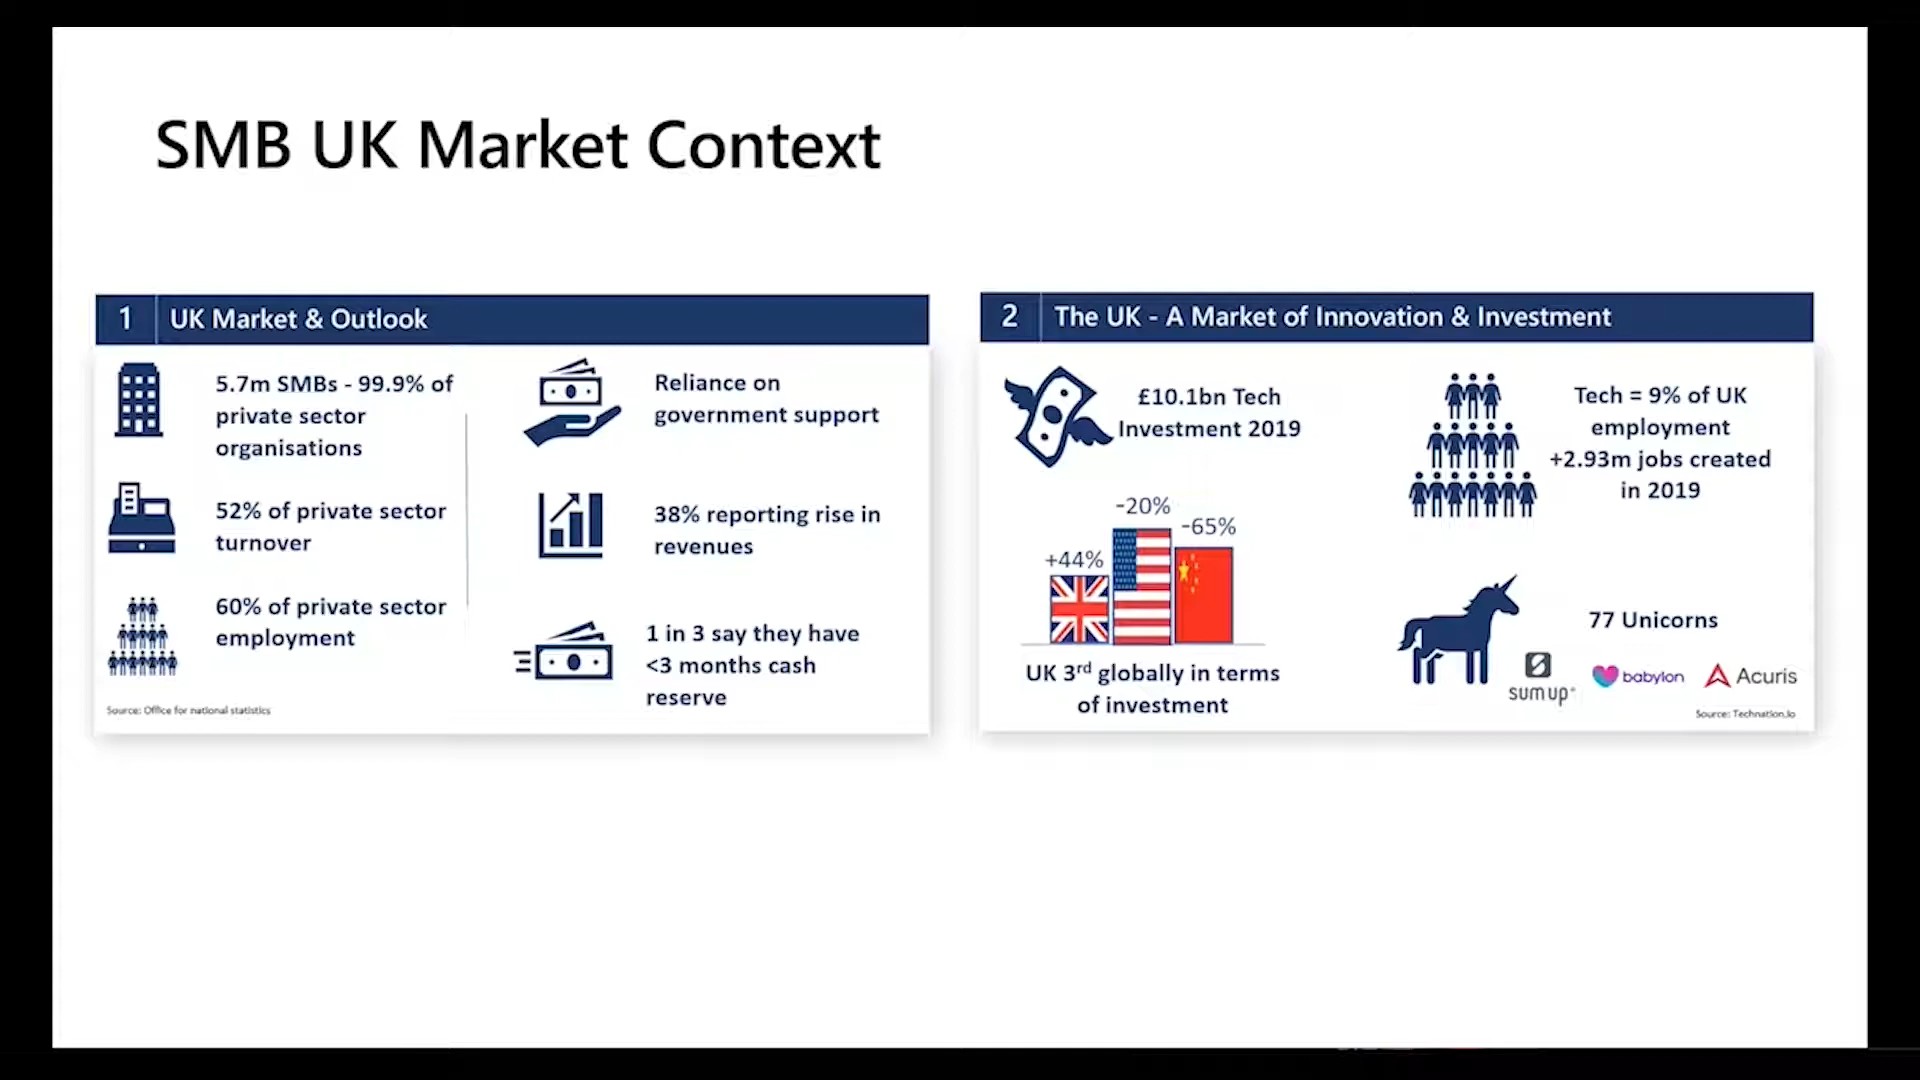 SMB UK Market Context
1 UK Market & Outlook
5.7m SMBs - 99.9% of
private sector
organisations
52% of private sector
turnover
60% of private sector
employment
Source: Office for national statistics
Reliance on
government support
38% reporting rise in
revenues
1 in 3 say they have
<3 months cash
reserve
2 The UK - A Market of Innovation & Investment
£10.1bn Tech
Investment 2019
+44%
-20%
-65%
UK 3rd globally in terms
of investment
Tech = 9% of UK
employment
+2.93m jobs created
in 2019
77 Unicorns
sumup®
babylon
Acuris
Source: Technation.io